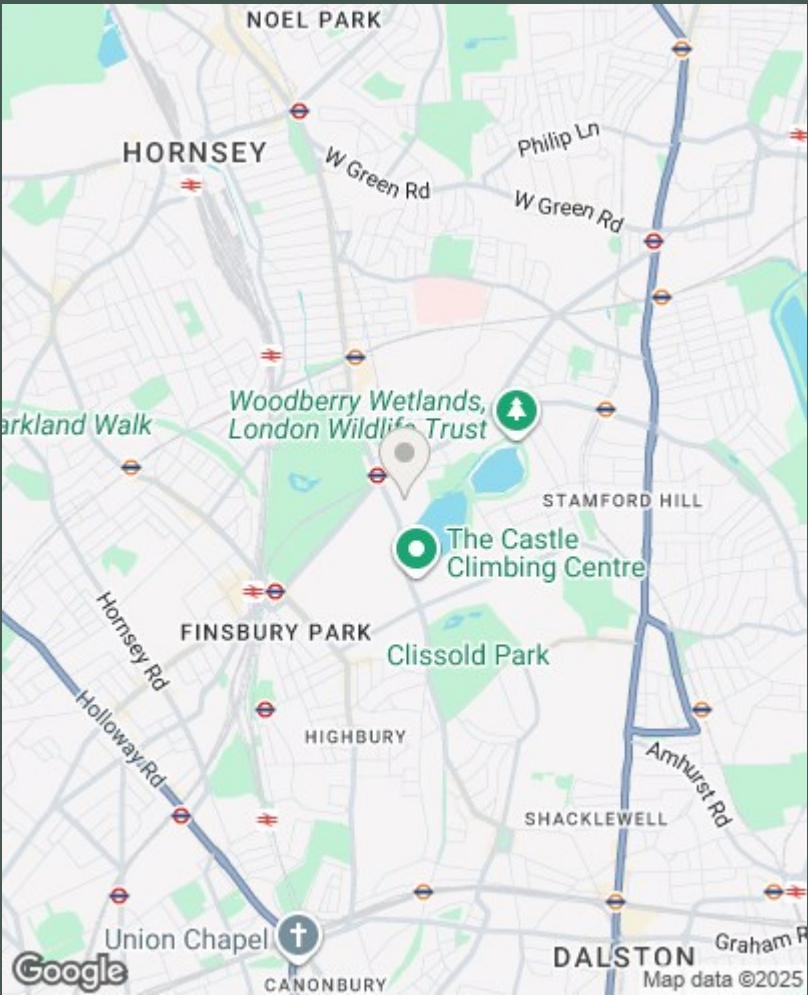 NOEL PARK
HORNSEY
Philip Ln
W Green Rd
W Green Rd
Woodberry Wetlands,
London Wildlife Trust
arkland Walk
STAMFORD HILL
The Castle
Climbing Centre
Hornsey Rd
FINSBURY PARK
Clissold Park
Holloway Rd
HIGHBURY
Amhurst Rd
SHACKLEWELL
Union Chapel
DALSTON
Graham R
Google
CANONBURY
Map data ©2025